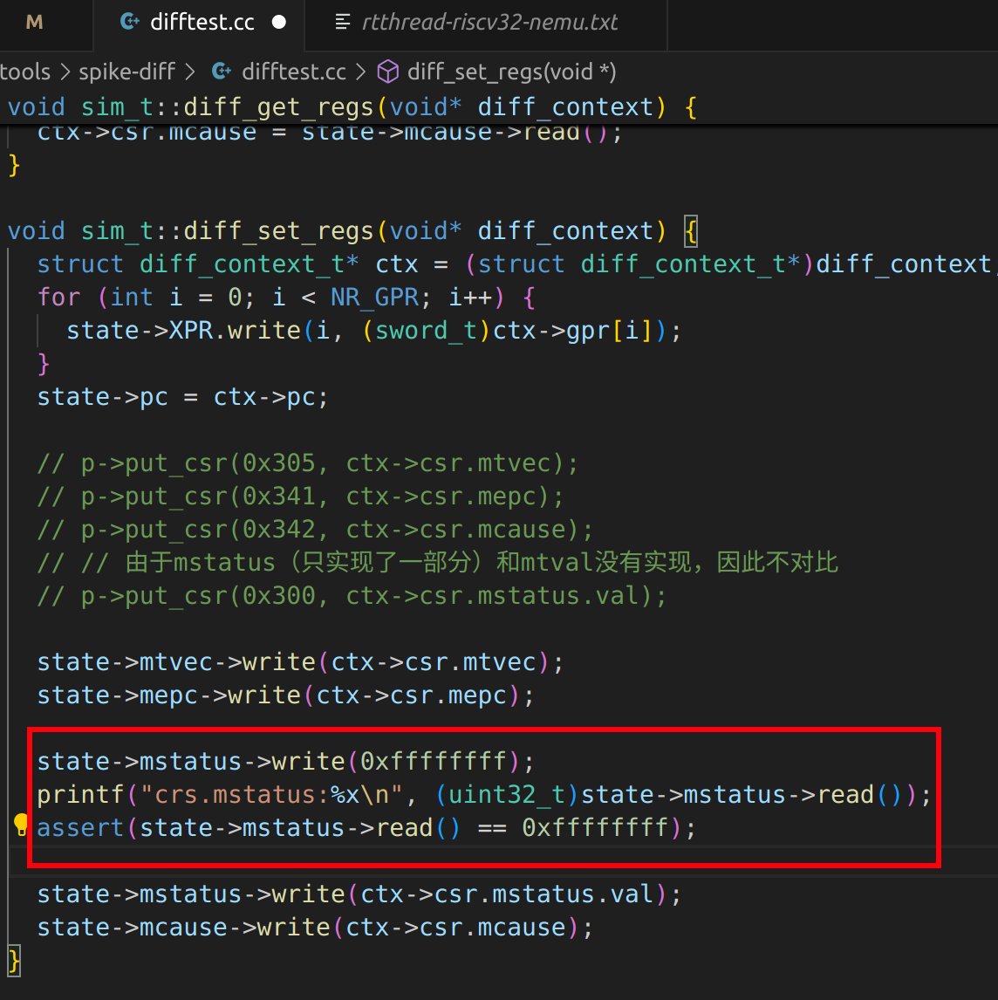 M difftest.cc rtthread-riscv32-nemu.txt
tools > spike-diff > difftest.cc > diff_set_regs(void *)
void sim_t::diff_get_regs(void* diff_context) {
ctx->csr.mcause = state->mcause->read();
}
void sim_t::diff_set_regs(void* diff_context) {
struct diff_context_t* ctx = (struct diff_context_t*)diff_context;
for (int i = 0; i < NR_GPR; i++) {
state->XPR.write(i, (sword_t)ctx->gpr[i]);
}
state->pc = ctx->pc;
// p->put_csr(0x305, ctx->csr.mtvec);
// p->put_csr(0x341, ctx->csr.mepc);
// p->put_csr(0x342, ctx->csr.mcause);
// // 由于mstatus（只实现了一部分）和mtval没有实现，因此不对比
// p->put_csr(0x300, ctx->csr.mstatus.val);
state->mtvec->write(ctx->csr.mtvec);
state->mepc->write(ctx->csr.mepc);
state->mstatus->write(0xffffffff);
printf("crs.mstatus:%x\n", (uint32_t)state->mstatus->read());
assert(state->mstatus->read() == 0xffffffff);
state->mstatus->write(ctx->csr.mstatus.val);
state->mcause->write(ctx->csr.mcause);
}